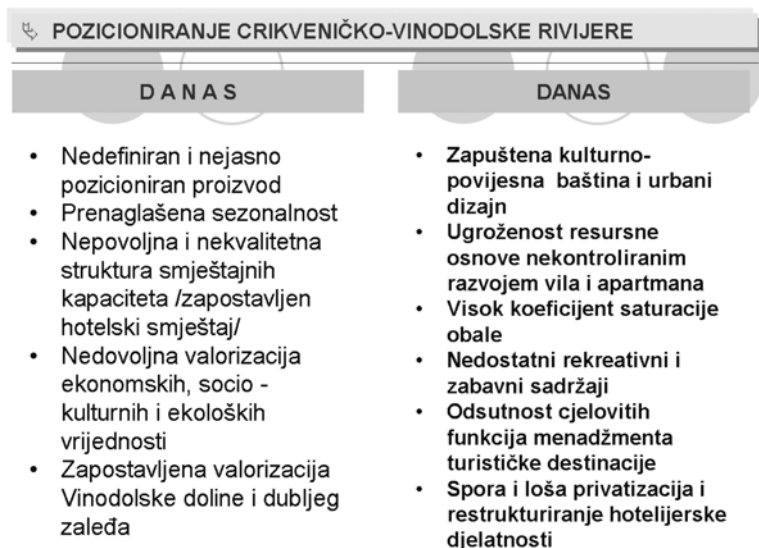 POZICIONIRANJE CRIKVENIČKO-VINODOLSKE RIVIJERE
D A N A S
• Nedefiniran i nejasno
pozicioniran proizvod
• Prenaglašena sezonalnost
• Nepovoljna i nekvalitetna
struktura smještajnih
kapaciteta /zapostavljen
hotelski smještaj/
• Nedovoljna valorizacija
ekonomskih, socio -
kulturnih i ekoloških
vrijednosti
• Zapostavljena valorizacija
Vinodolske doline i dubljeg
zaleđa
DANAS
• Zapuštena kulturno-
povijesna baština i urbani
dizajn
• Ugroženost resursne
osnove nekontroliranim
razvojem vila i apartmana
• Visok koeficijent saturacije
obale
• Nedostatni rekreativni i
zabavni sadržaji
• Odsutnost cjelovitih
funkcija menadžmenta
turističke destinacije
• Spora i loša privatizacija i
restrukturiranje hotelijerske
djelatnosti